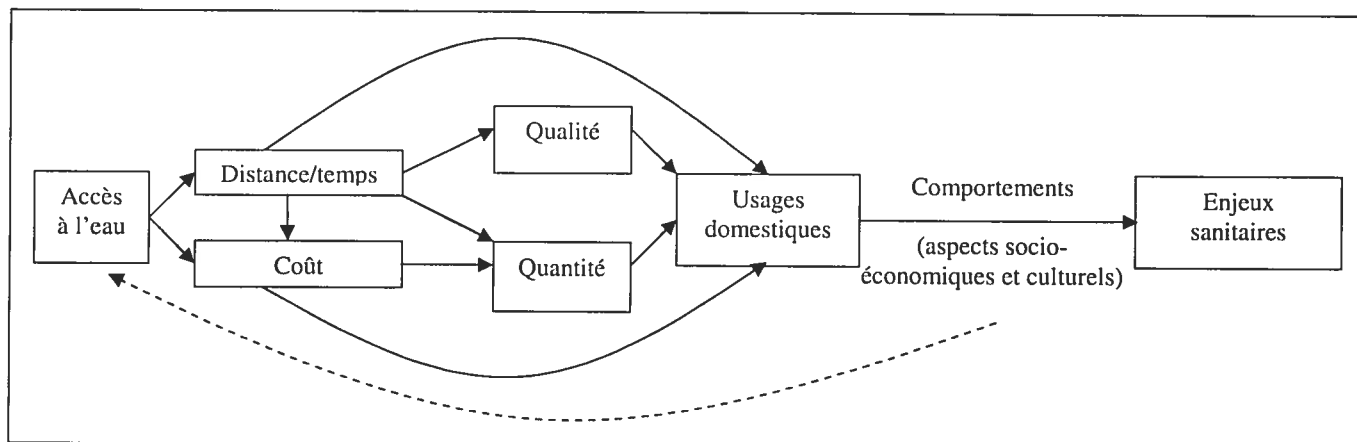 Accès
à l'eau
Distance/temps
Coût
Qualité
Quantité
Usages
domestiques
Comportements
(aspects socio-
économiques et culturels)
Enjeux
sanitaires